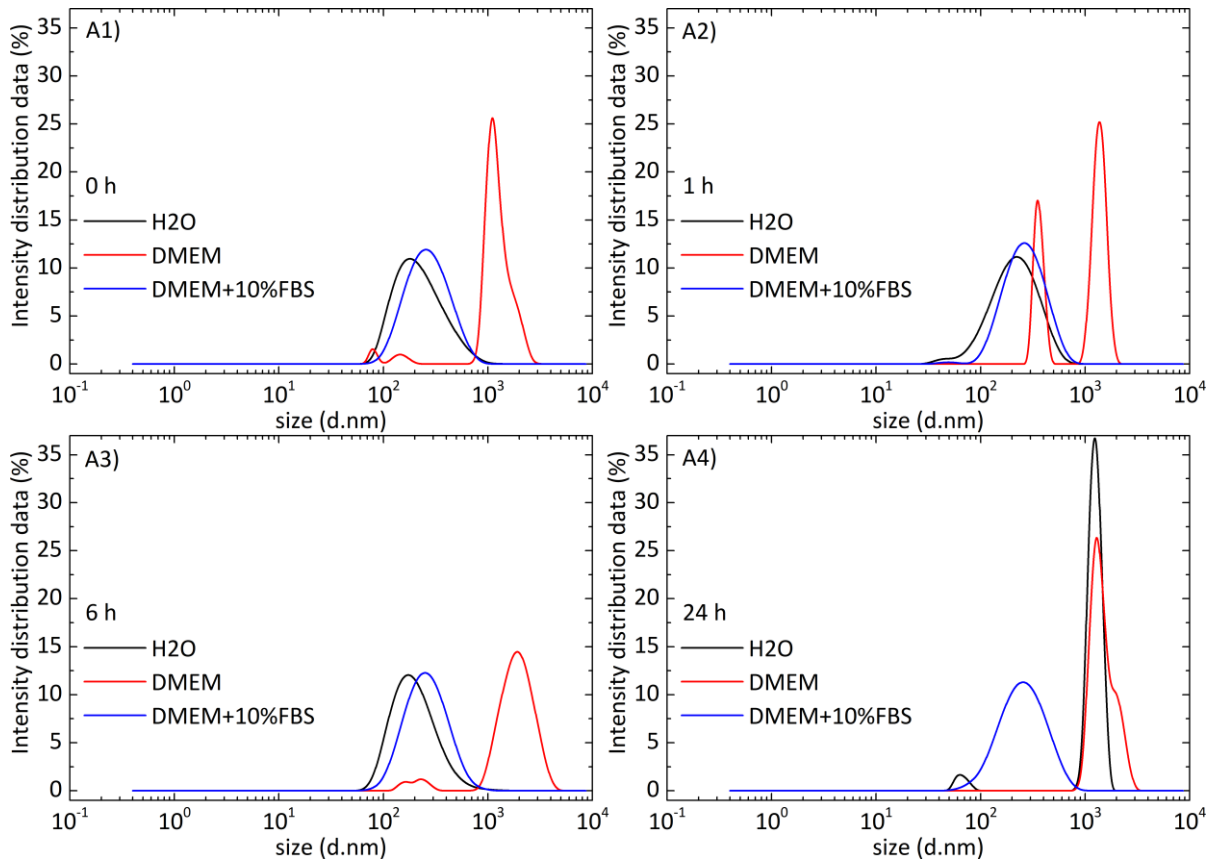 A1)
Intensity distribution data (%)
35
30
25
20
15
10
5
0
0 h
H2O
DMEM
DMEM+10%FBS
10⁻¹ 10⁰ 10¹ 10² 10³ 10⁴
size (d.nm)
A2)
Intensity distribution data (%)
35
30
25
20
15
10
5
0
1 h
H2O
DMEM
DMEM+10%FBS
10⁻¹ 10⁰ 10¹ 10² 10³ 10⁴
size (d.nm)
A3)
Intensity distribution data (%)
35
30
25
20
15
10
5
0
6 h
H2O
DMEM
DMEM+10%FBS
10⁻¹ 10⁰ 10¹ 10² 10³ 10⁴
size (d.nm)
A4)
Intensity distribution data (%)
35
30
25
20
15
10
5
0
24 h
H2O
DMEM
DMEM+10%FBS
10⁻¹ 10⁰ 10¹ 10² 10³ 10⁴
size (d.nm)